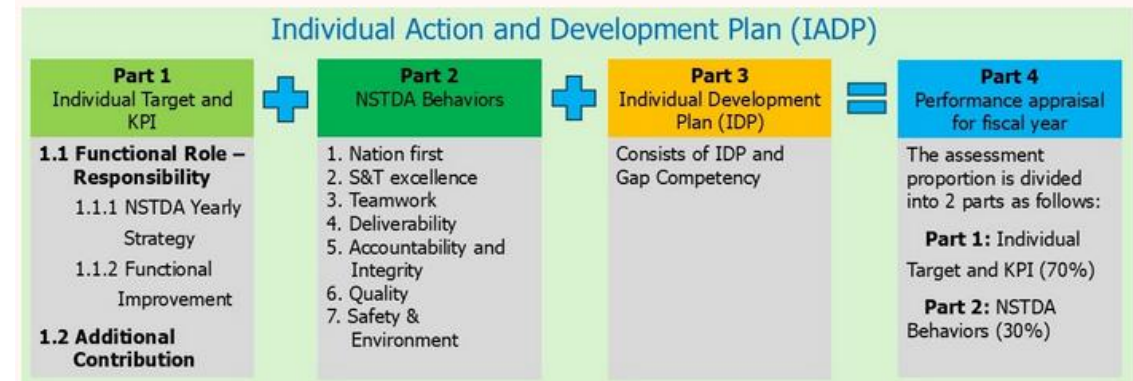 Individual Action and Development Plan (IADP)
Part 1
Individual Target and
KPI
1.1 Functional Role –
Responsibility
1.1.1 NSTDA Yearly
Strategy
1.1.2 Functional
Improvement
1.2 Additional
Contribution
Part 2
NSTDA Behaviors
1. Nation first
2. S&T excellence
3. Teamwork
4. Deliverability
5. Accountability and
Integrity
6. Quality
7. Safety &
Environment
Part 3
Individual Development
Plan (IDP)
Consists of IDP and
Gap Competency
Part 4
Performance appraisal
for fiscal year
The assessment
proportion is divided
into 2 parts as follows:
Part 1: Individual
Target and KPI (70%)
Part 2: NSTDA
Behaviors (30%)